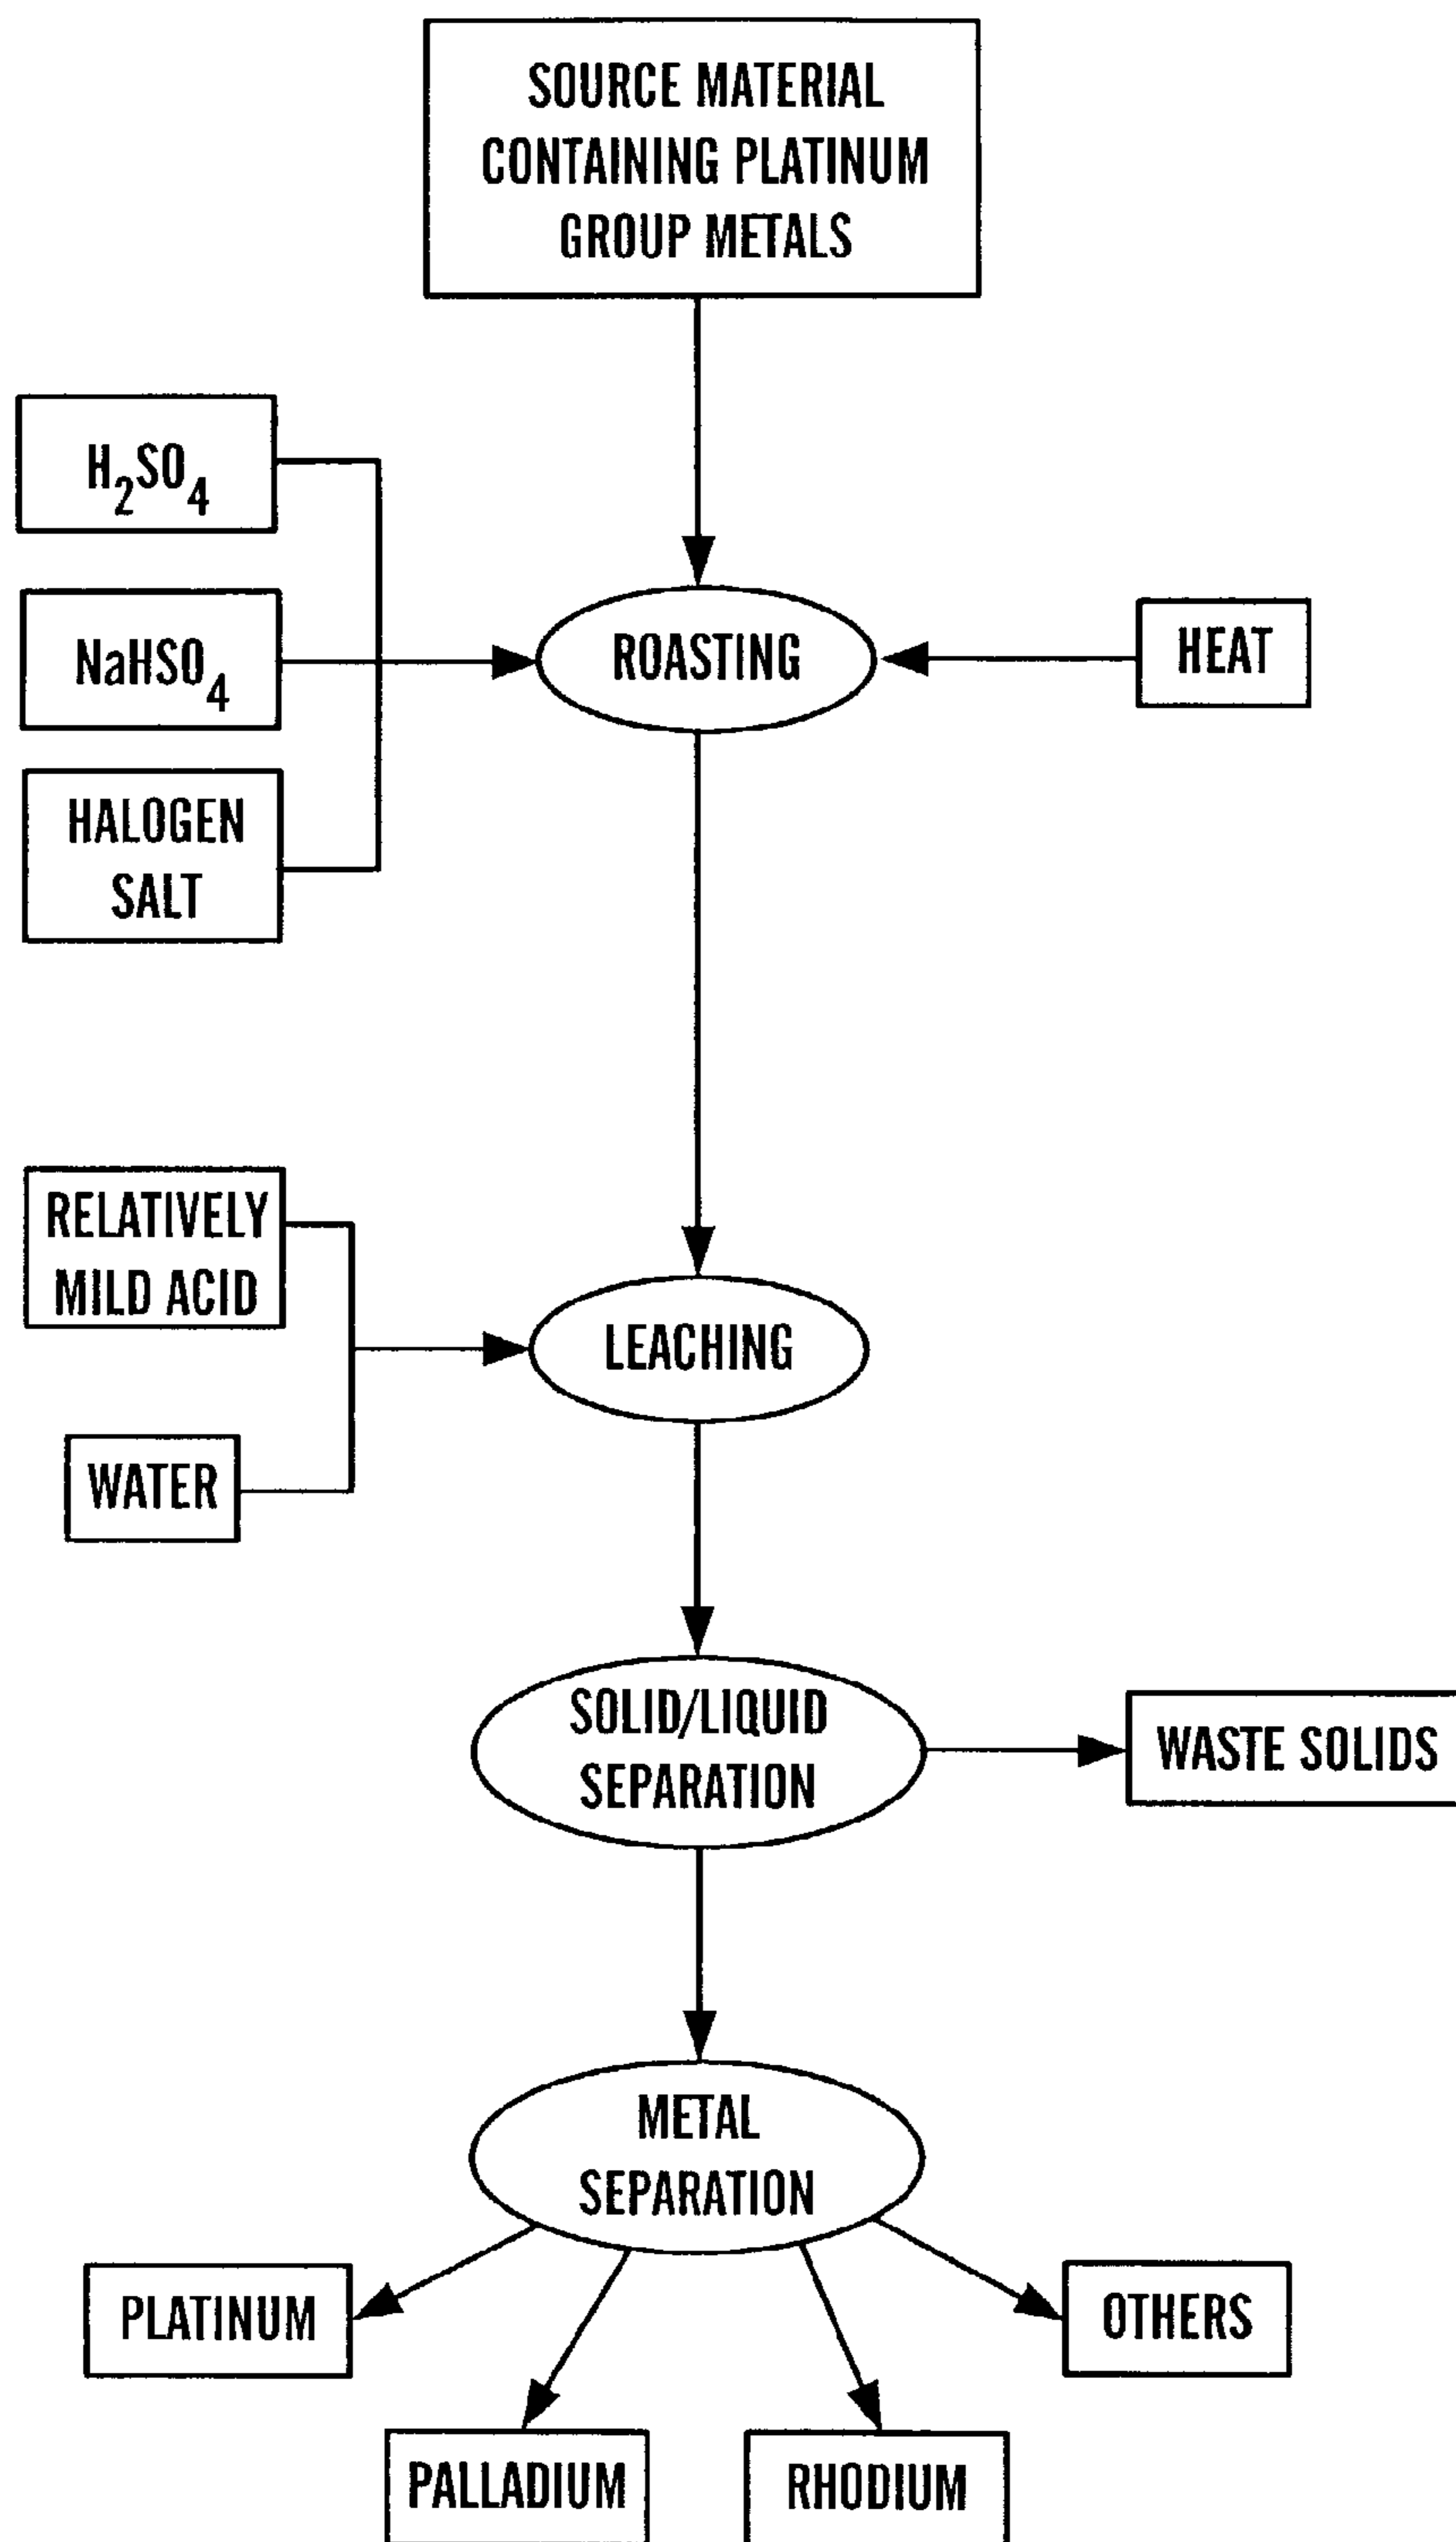 SOURCE MATERIAL
CONTAINING PLATINUM
GROUP METALS
H₂SO₄
NaHSO₄
ROASTING
HEAT
HALOGEN
SALT
RELATIVELY
MILD ACID
LEACHING
WATER
SOLID/LIQUID
SEPARATION
WASTE SOLIDS
METAL
SEPARATION
PLATINUM
OTHERS
PALLADIUM
RHODIUM